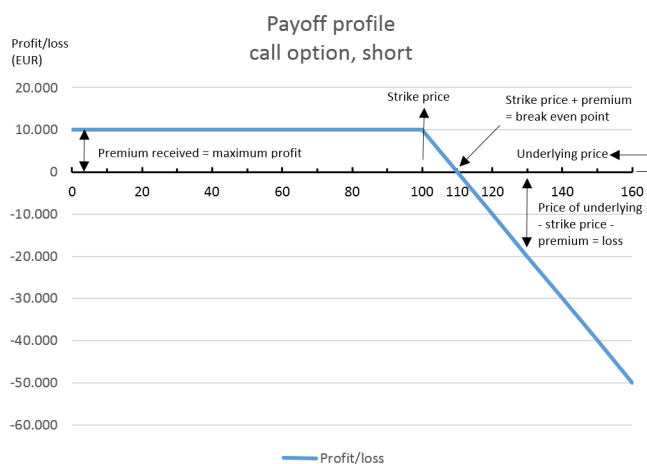 Payoff profile
call option, short
Profit/loss
(EUR)
20.000
10.000
0
-10.000
-20.000
-30.000
-40.000
-50.000
-60.000
Strike price
Strike price + premium
= break even point
Premium received = maximum profit
Underlying price
0 20 40 60 80 100 110 120 130 140 160
Price of underlying
- strike price -
premium = loss
Profit/loss